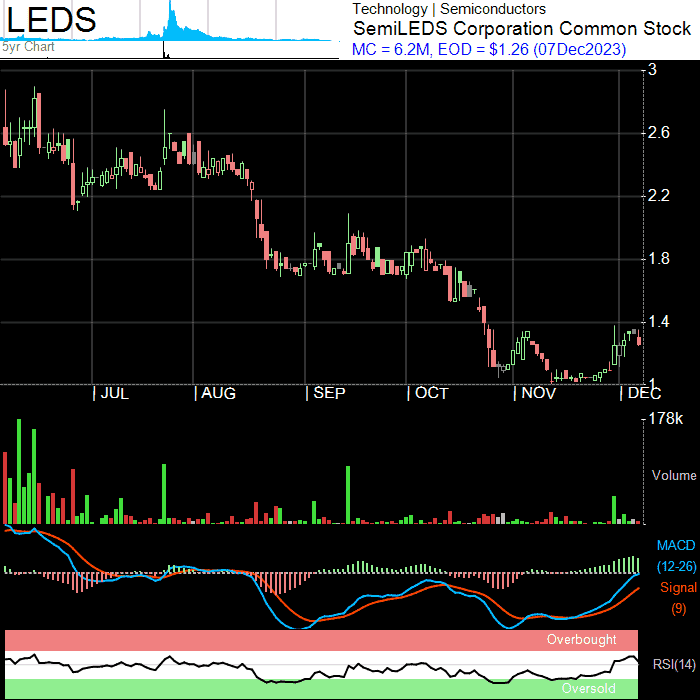 LEDS
5yr Chart
Technology | Semiconductors
SemiLEDS Corporation Common Stock
MC = 6.2M, EOD = $1.26 (07Dec2023)
3
2.6
2.2
1.8
1.4
1
JUL
AUG
SEP
OCT
NOV
DEC
178k
Volume
MACD
(12-26)
Signal
(9)
Overbought
RSI(14)
Oversold